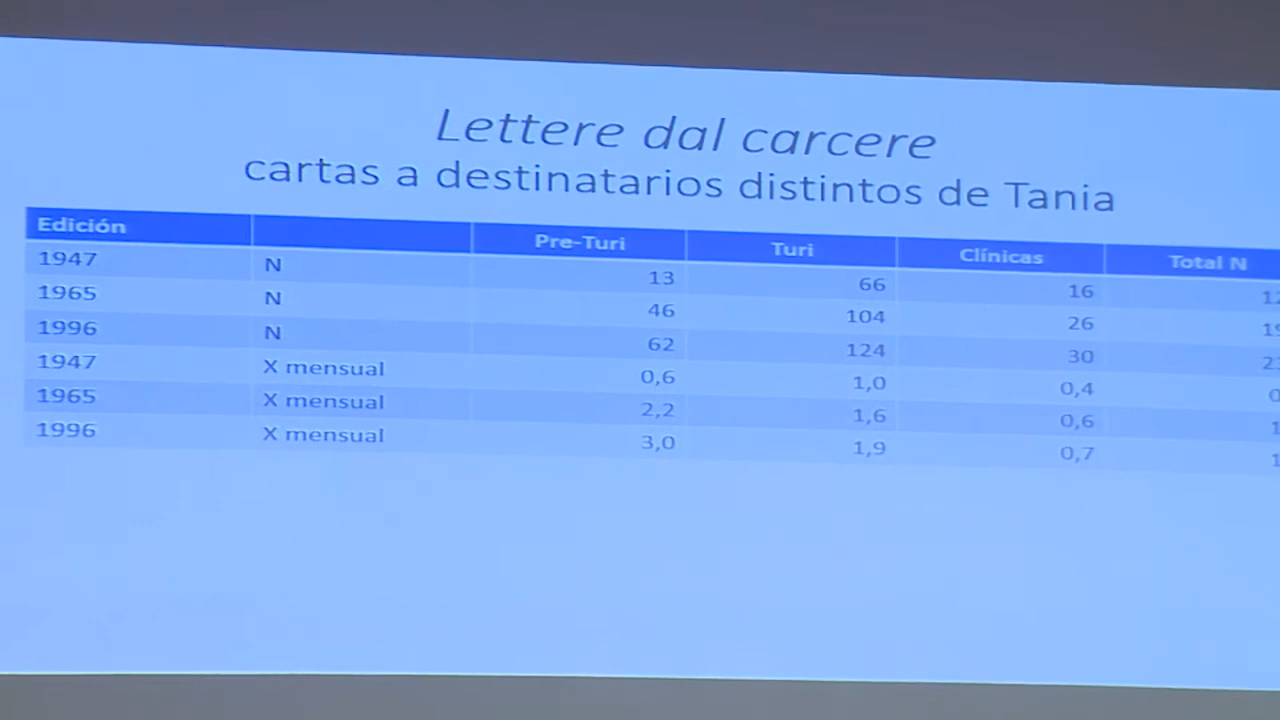 Lettere dal carcere
cartas a destinatarios distintos de Tania
Edición Pre-Turi Turi Clínicas Total N
1947 N 13 66 16
1965 N 46 104 26
1996 N 62 124 30
1947 X mensual 0,6 1,0 0,4
1965 X mensual 2,2 1,6 0,6
1996 X mensual 3,0 1,9 0,7